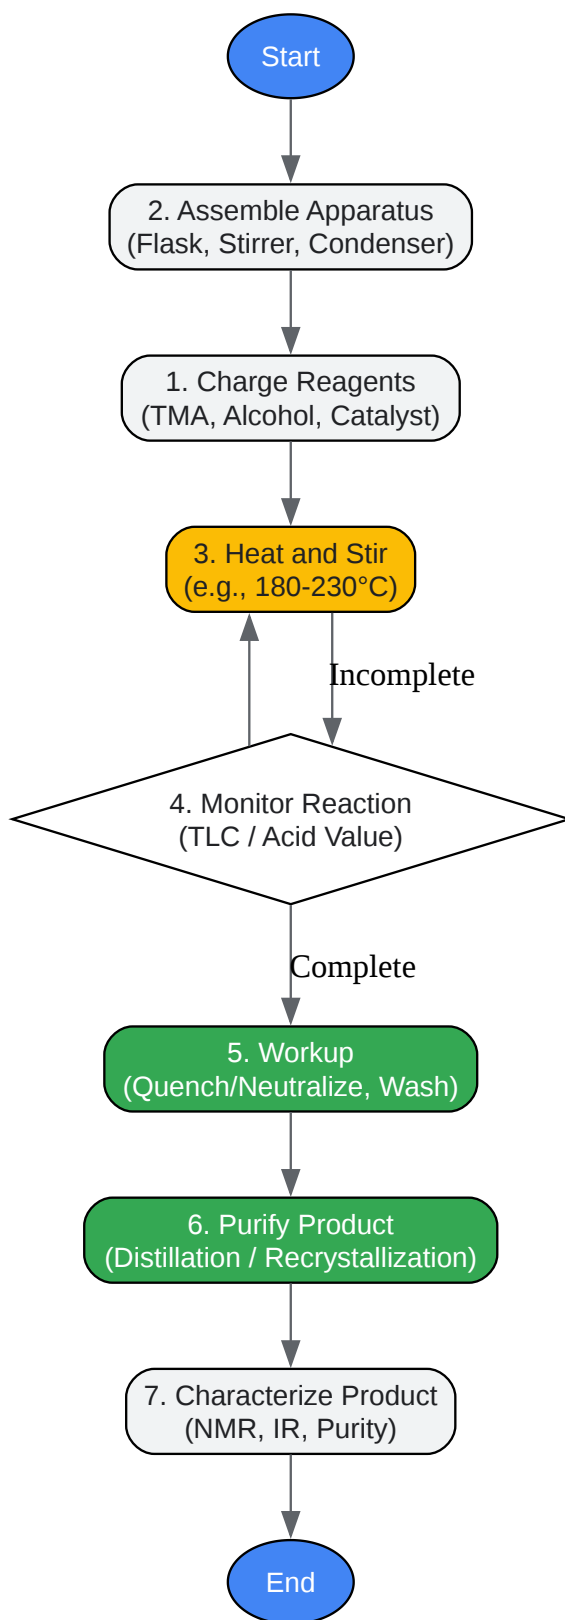 Start
2. Assemble Apparatus
(Flask, Stirrer, Condenser)
1. Charge Reagents
(TMA, Alcohol, Catalyst)
3. Heat and Stir
(e.g., 180-230°C)
Incomplete
4. Monitor Reaction
(TLC / Acid Value)
Complete
5. Workup
(Quench/Neutralize, Wash)
6. Purify Product
(Distillation / Recrystallization)
7. Characterize Product
(NMR, IR, Purity)
End